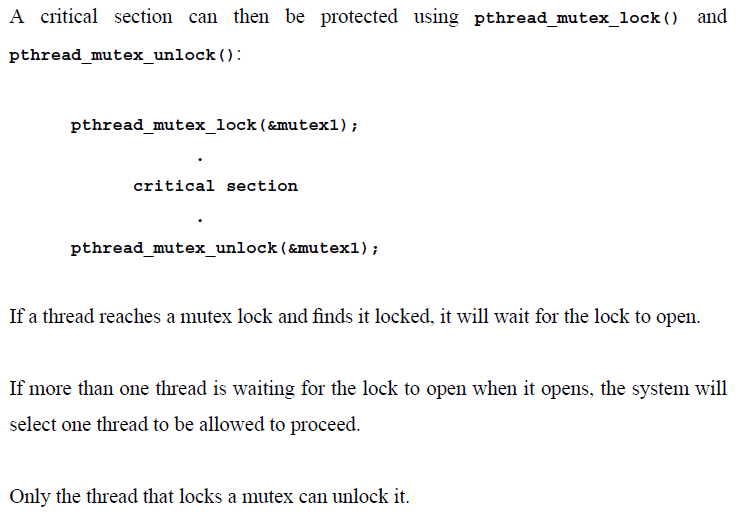 A critical section can then be protected using pthread_mutex_lock() and
pthread_mutex_unlock():
pthread_mutex_lock(&mutex1);
.
critical section
.
pthread_mutex_unlock(&mutex1);
If a thread reaches a mutex lock and finds it locked, it will wait for the lock to open.
If more than one thread is waiting for the lock to open when it opens, the system will
select one thread to be allowed to proceed.
Only the thread that locks a mutex can unlock it.